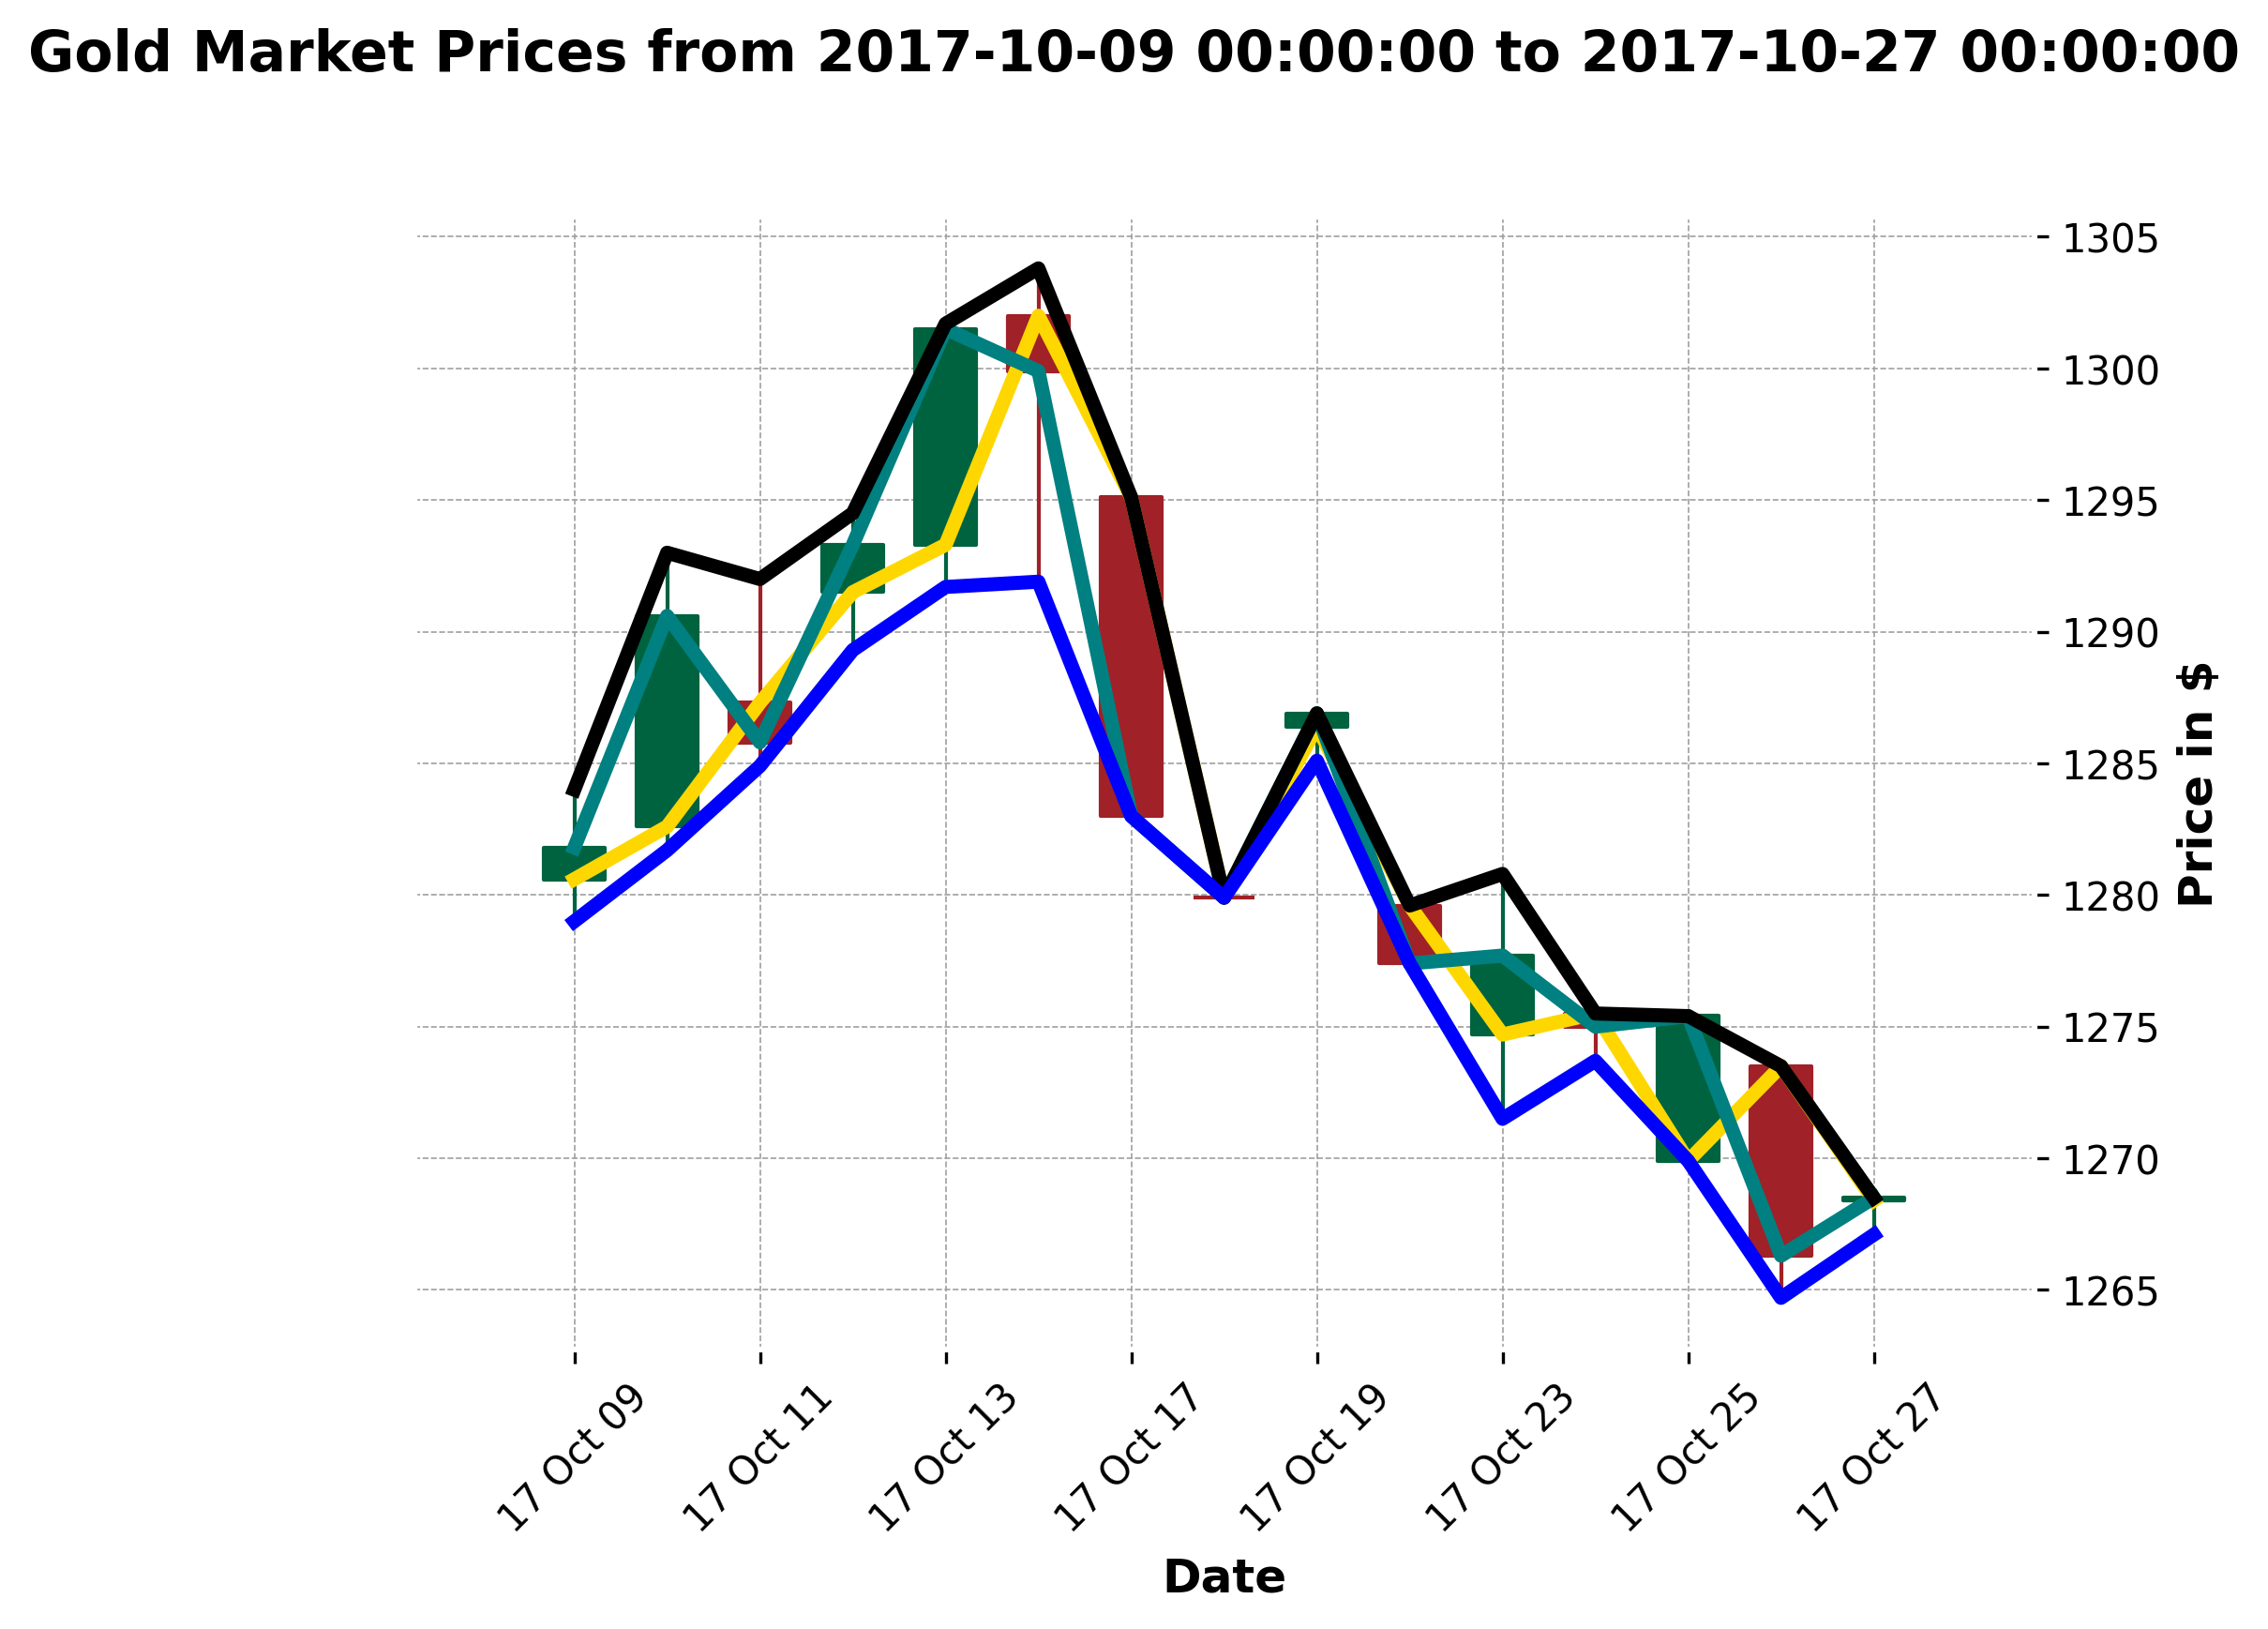 Gold Market Prices from 2017-10-09 00:00:00 to 2017-10-27 00:00:00
1305
1300
1295
1290
1285
1280
1275
1270
1265
Price in $
17 Oct 09
17 Oct 11
17 Oct 13
17 Oct 17
17 Oct 19
17 Oct 23
17 Oct 25
17 Oct 27
Date